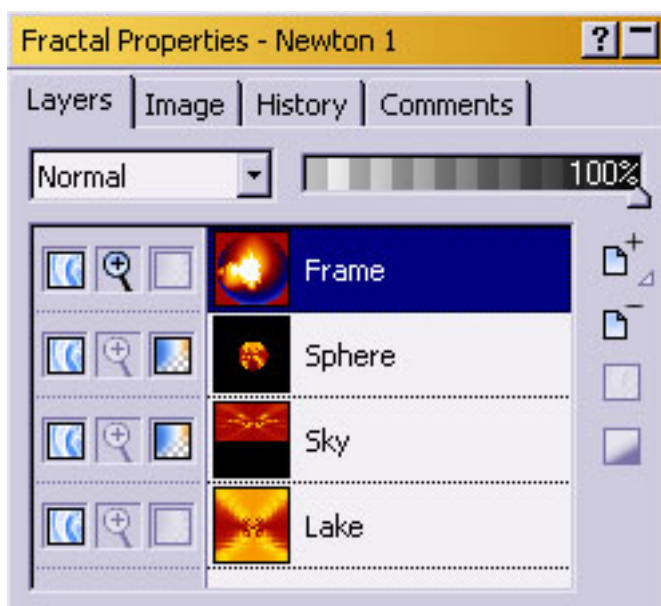 Fractal Properties - Newton 1 ?
Layers Image History Comments
Normal 100%
Frame
Sphere
Sky
Lake